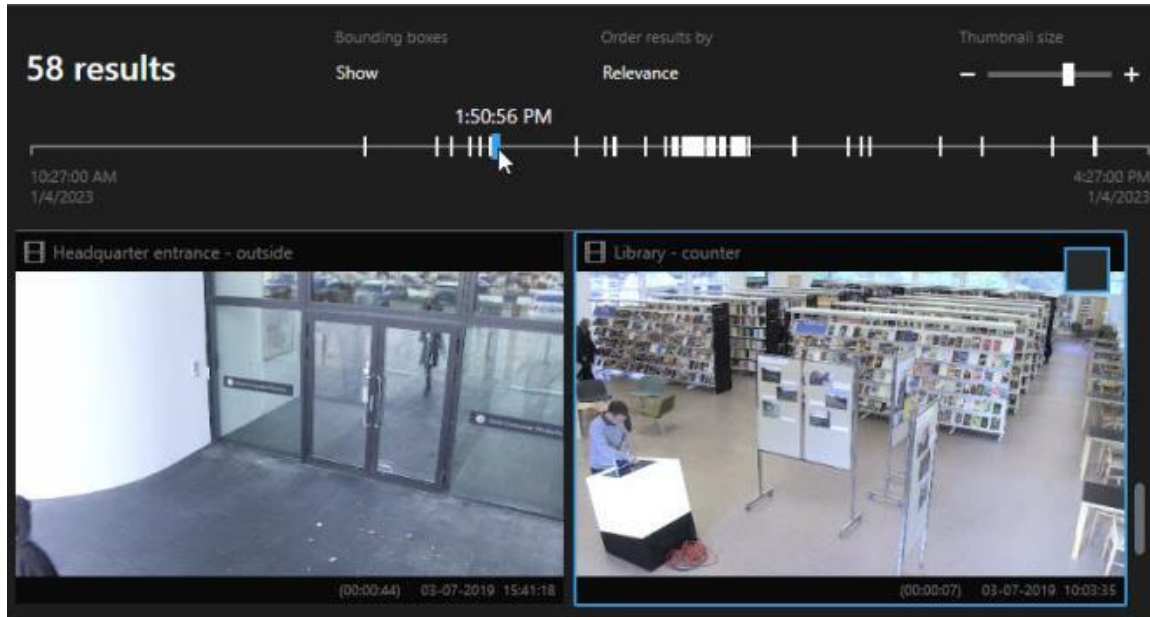 Bounding boxes
Order results by
Thumbnail size
58 results
Show
Relevance
1:50:56 PM
10:27:00 AM
1/4/2023
4:27:00 PM
1/4/2023
Headquarter entrance - outside
Library - counter
(00:00:44) 03-07-2019 15:41:18
(00:00:07) 03-07-2019 10:03:35